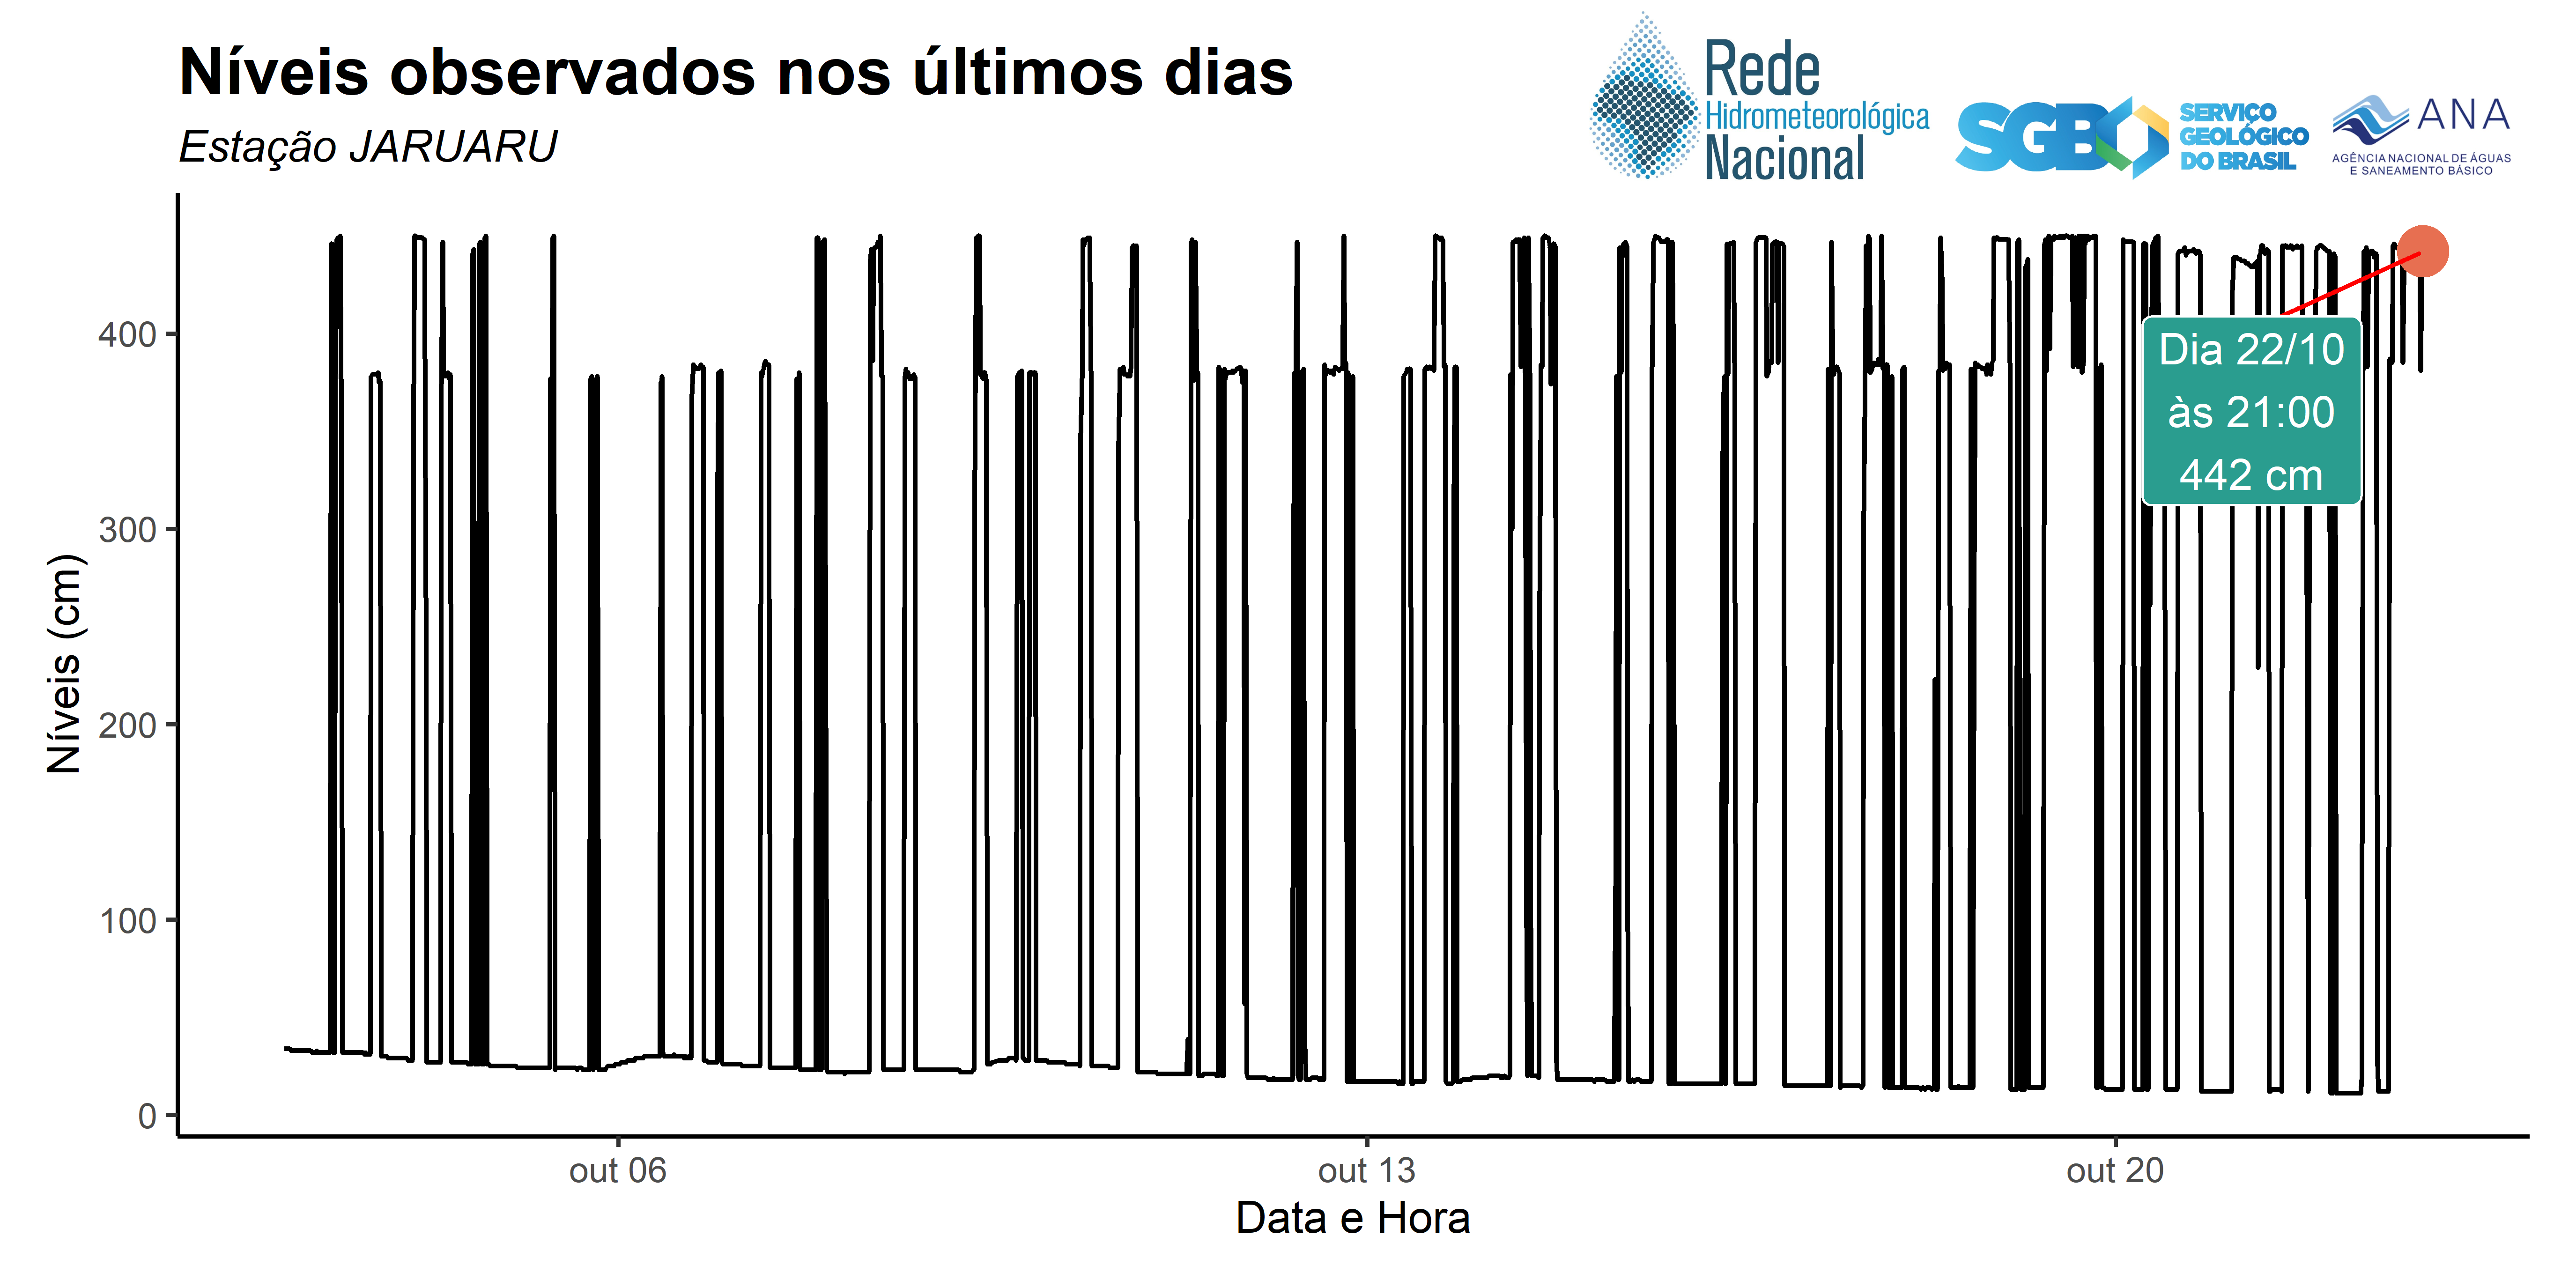 Níveis observados nos últimos dias
Estação JARUARU
Rede
Hidrometeorológica
Nacional
SGB
SERVIÇO
GEOLÓGICO
DO BRASIL
ANA
AGÊNCIA NACIONAL DE ÁGUAS
E SANEAMENTO BÁSICO
Níveis (cm)
400
300
200
100
0
Dia 22/10
às 21:00
442 cm
out 06
out 13
out 20
Data e Hora